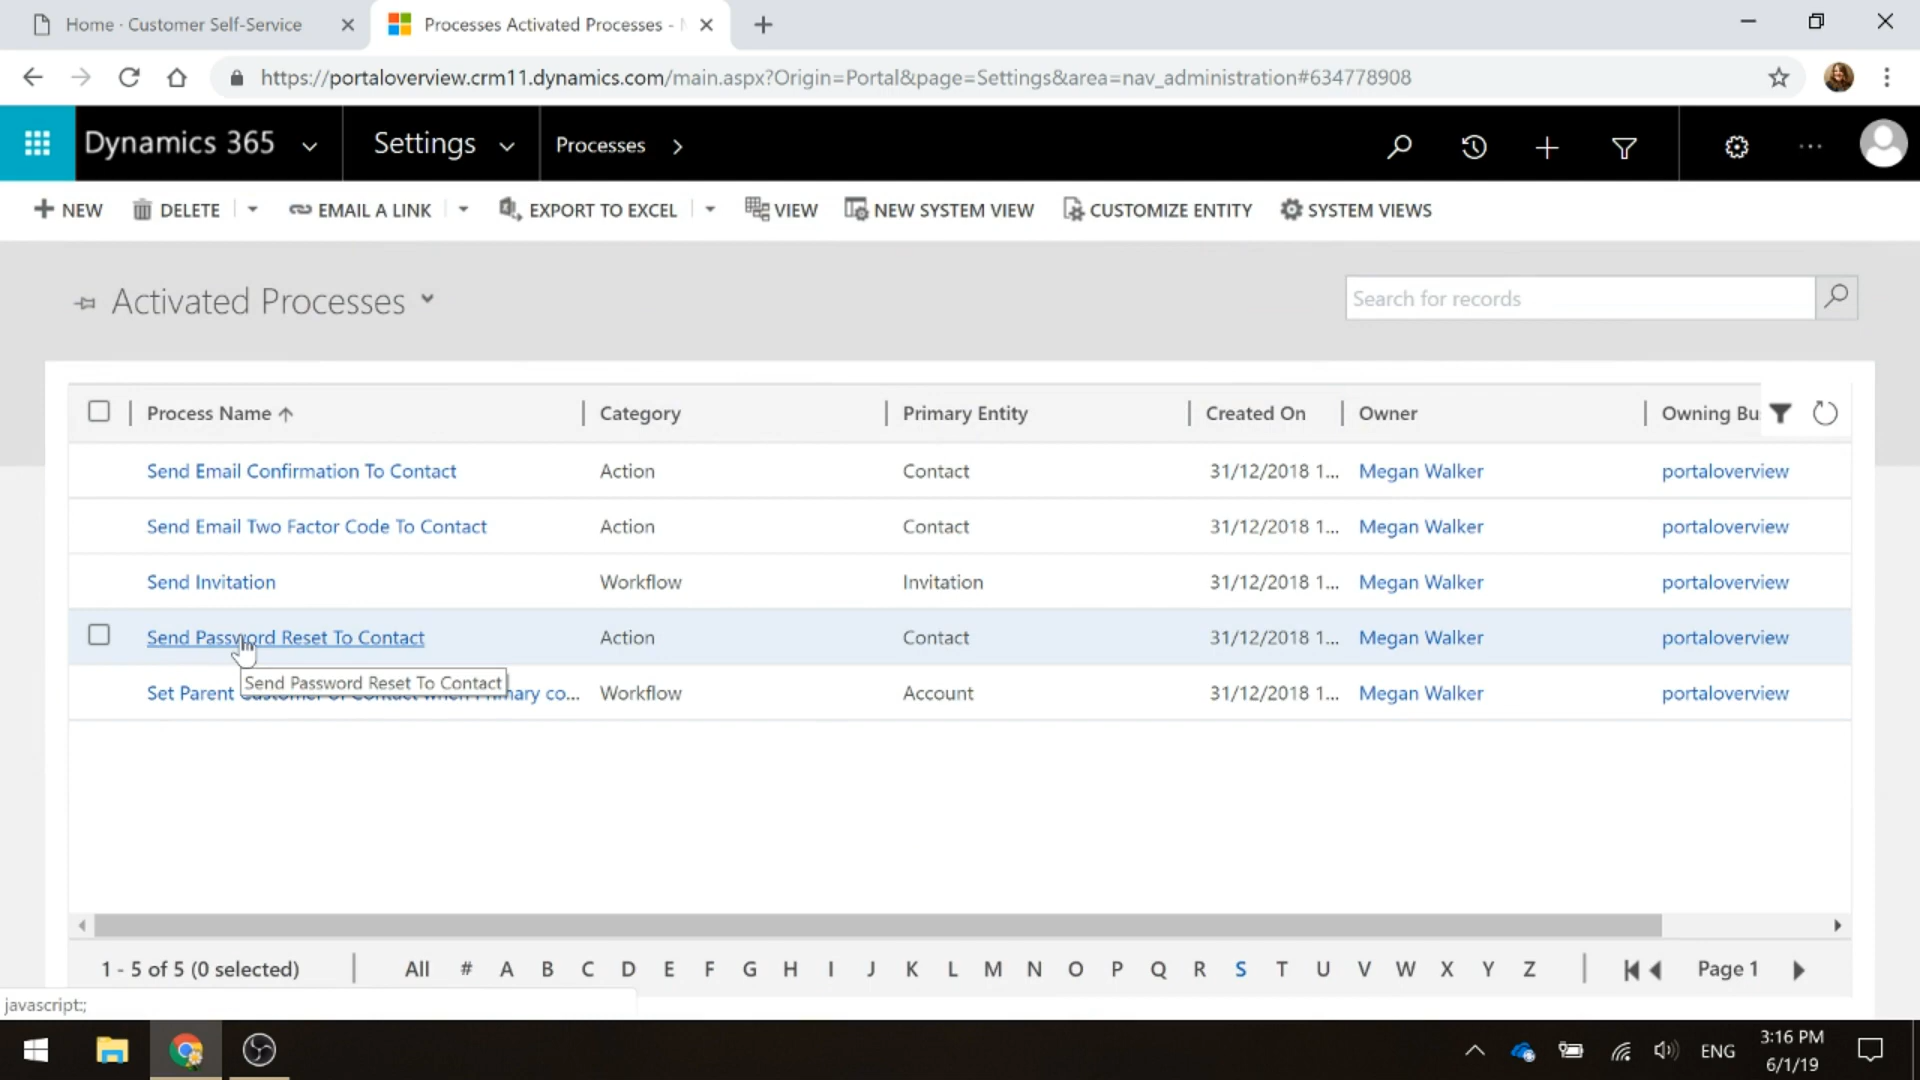 Home · Customer Self-Service
Processes Activated Processes -
https://portaloverview.crm11.dynamics.com/main.aspx?Origin=Portal&page=Settings&area=nav_administration#634778908
Dynamics 365
Settings
Processes
NEW
DELETE
EMAIL A LINK
EXPORT TO EXCEL
VIEW
NEW SYSTEM VIEW
CUSTOMIZE ENTITY
SYSTEM VIEWS
Activated Processes
Search for records
Process Name Category Primary Entity Created On Owner Owning Bu
Send Email Confirmation To Contact Action Contact 31/12/2018 1... Megan Walker portaloverview
Send Email Two Factor Code To Contact Action Contact 31/12/2018 1... Megan Walker portaloverview
Send Invitation Workflow Invitation 31/12/2018 1... Megan Walker portaloverview
Send Password Reset To Contact Action Contact 31/12/2018 1... Megan Walker portaloverview
Send Password Reset To Contact
Set Parent Customer of Contact when Primary co... Workflow Account 31/12/2018 1... Megan Walker portaloverview
1 - 5 of 5 (0 selected) All # A B C D E F G H I J K L M N O P Q R S T U V W X Y Z Page 1
javascript:;
ENG
3:16 PM
6/1/19